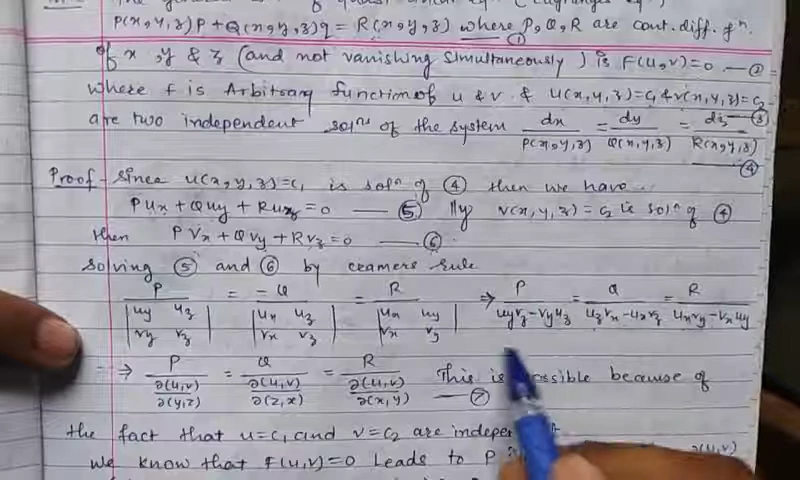 P(x,y,z)p + Q(x,y,z)q = R(x,y,z) where P,Q,R are cont. diff. fⁿ.
①
of x, y & z (and not vanishing simultaneously) is F(u,v)=0 — ②
where f is Arbitrary function of u & v & u(x,y,z)=c₁ & v(x,y,z)=c₂ — ③
are two independent solⁿs of the system dx/P(x,y,z) = dy/Q(x,y,z) = dz/R(x,y,z) — ④
Proof - Since u(x,y,z)=c₁ is solⁿ of ④ then we have
Pux + Quy + Ruz = 0 — ⑤ lly v(x,y,z)=c₂ is solⁿ of ④
then Pvx + Qvy + Rvz = 0 — ⑥
solving ⑤ and ⑥ by cramers rule
P/|uy uz vy vz| = -Q/|ux uz vx vz| = R/|ux uy vx vy| ⇒ P/uyvz-vyuz = Q/uzvx-uxvz = R/uxvy-vxuy
⇒ P/∂(u,v)/∂(y,z) = Q/∂(u,v)/∂(z,x) = R/∂(u,v)/∂(x,y) — ⑦ This is possible because of
the fact that u=c₁ and v=c₂ are
We know that F(u,v)=0 Leads to p